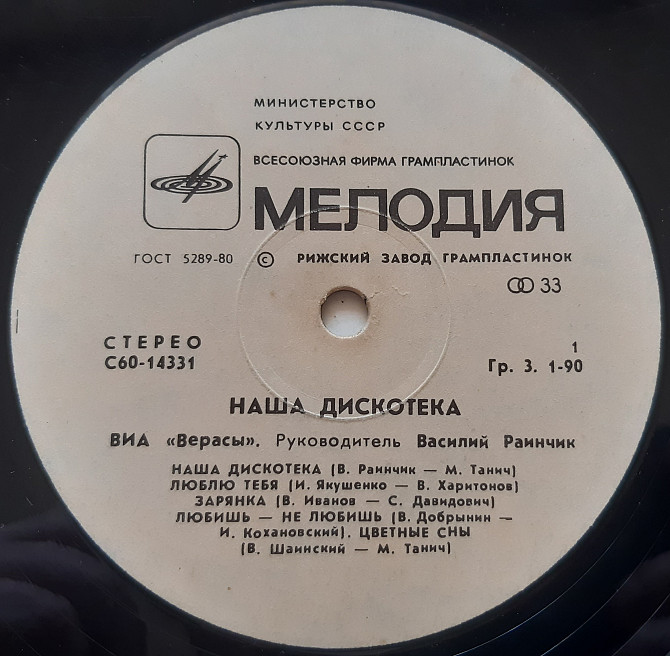 МИНИСТЕРСТВО
КУЛЬТУРЫ СССР
ВСЕСОЮЗНАЯ ФИРМА ГРАМПЛАСТИНОК
МЕЛОДИЯ
ГОСТ 5289-80 © РИЖСКИЙ ЗАВОД ГРАМПЛАСТИНОК
33
СТЕРЕО
С60-14331
1
Гр. 3. 1-90
НАША ДИСКОТЕКА
ВИА «Верасы». Руководитель Василий Раинчик
НАША ДИСКОТЕКА (В. Раинчик — М. Танич)
ЛЮБЛЮ ТЕБЯ (И. Якушенко — В. Харитонов)
ЗАРЯНКА (В. Иванов — С. Давидович)
ЛЮБИШЬ — НЕ ЛЮБИШЬ (В. Добрынин —
И. Кохановский). ЦВЕТНЫЕ СНЫ
(В. Шаинский — М. Танич)